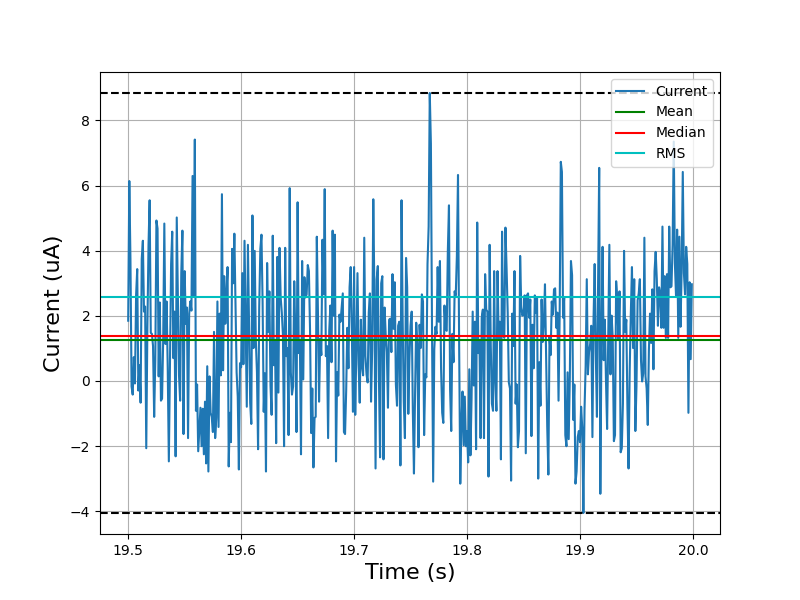 Current
Mean
Median
RMS
8
6
4
2
0
−2
−4
Current (uA)
19.5 19.6 19.7 19.8 19.9 20.0
Time (s)